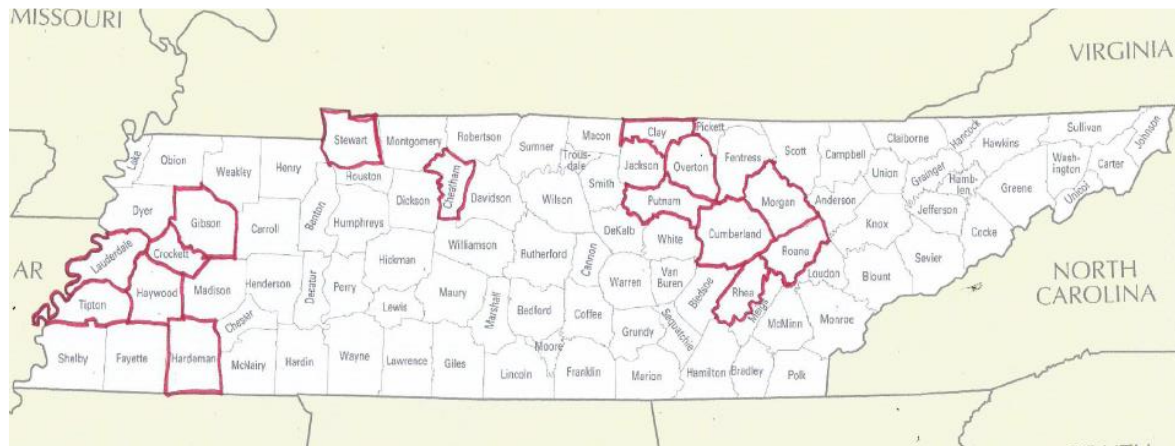 MISSOURI
VIRGINIA
Stewart
Montgomery
Robertson
Sumner
Macon
Clay
Pickett
Scott
Campbell
Claiborne
Hancock
Hawkins
Sullivan
Johnson
Lake
Obion
Weakley
Henry
Houston
Cheatham
Trous-
dale
Jackson
Overton
Fentress
Union
Grainger
Hamb-
len
Greene
Wash-
ington
Carter
Unicoi
Dyer
Gibson
Carroll
Benton
Humphreys
Dickson
Davidson
Wilson
Smith
Putnam
Morgan
Anderson
Knox
Jefferson
Cocke
AR
Lauderdale
Crockett
Hickman
Williamson
Rutherford
Cannon
DeKalb
White
Cumberland
Roane
Loudon
Blount
Sevier
NORTH
CAROLINA
Tipton
Haywood
Madison
Henderson
Decatur
Perry
Lewis
Maury
Marshall
Bedford
Coffee
Warren
Van
Buren
Bledsoe
Rhea
Meigs
McMinn
Monroe
Chester
Grundy
Sequatchie
Moore
Shelby
Fayette
Hardeman
McNairy
Hardin
Wayne
Lawrence
Giles
Lincoln
Franklin
Marion
Hamilton
Bradley
Polk